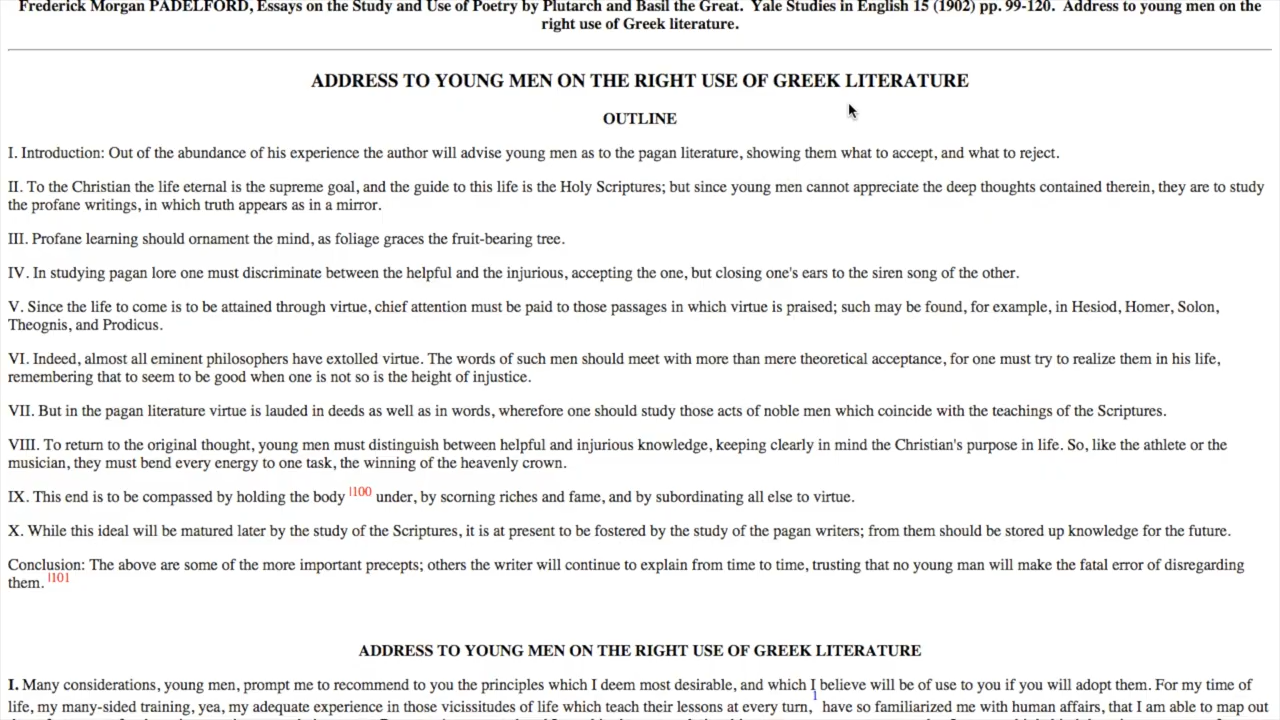 Frederick Morgan PADELFORD, Essays on the Study and Use of Poetry by Plutarch and Basil the Great. Yale Studies in English 15 (1902) pp. 99-120. Address to young men on the
right use of Greek literature.
ADDRESS TO YOUNG MEN ON THE RIGHT USE OF GREEK LITERATURE
OUTLINE
I. Introduction: Out of the abundance of his experience the author will advise young men as to the pagan literature, showing them what to accept, and what to reject.
II. To the Christian the life eternal is the supreme goal, and the guide to this life is the Holy Scriptures; but since young men cannot appreciate the deep thoughts contained therein, they are to study
the profane writings, in which truth appears as in a mirror.
III. Profane learning should ornament the mind, as foliage graces the fruit-bearing tree.
IV. In studying pagan lore one must discriminate between the helpful and the injurious, accepting the one, but closing one's ears to the siren song of the other.
V. Since the life to come is to be attained through virtue, chief attention must be paid to those passages in which virtue is praised; such may be found, for example, in Hesiod, Homer, Solon,
Theognis, and Prodicus.
VI. Indeed, almost all eminent philosophers have extolled virtue. The words of such men should meet with more than mere theoretical acceptance, for one must try to realize them in his life,
remembering that to seem to be good when one is not so is the height of injustice.
VII. But in the pagan literature virtue is lauded in deeds as well as in words, wherefore one should study those acts of noble men which coincide with the teachings of the Scriptures.
VIII. To return to the original thought, young men must distinguish between helpful and injurious knowledge, keeping clearly in mind the Christian's purpose in life. So, like the athlete or the
musician, they must bend every energy to one task, the winning of the heavenly crown.
IX. This end is to be compassed by holding the body |100 under, by scorning riches and fame, and by subordinating all else to virtue.
X. While this ideal will be matured later by the study of the Scriptures, it is at present to be fostered by the study of the pagan writers; from them should be stored up knowledge for the future.
Conclusion: The above are some of the more important precepts; others the writer will continue to explain from time to time, trusting that no young man will make the fatal error of disregarding
them. |101
ADDRESS TO YOUNG MEN ON THE RIGHT USE OF GREEK LITERATURE
I. Many considerations, young men, prompt me to recommend to you the principles which I deem most desirable, and which I believe will be of use to you if you will adopt them. For my time of
life, my many-sided training, yea, my adequate experience in those vicissitudes of life which teach their lessons at every turn,1 have so familiarized me with human affairs, that I am able to map out